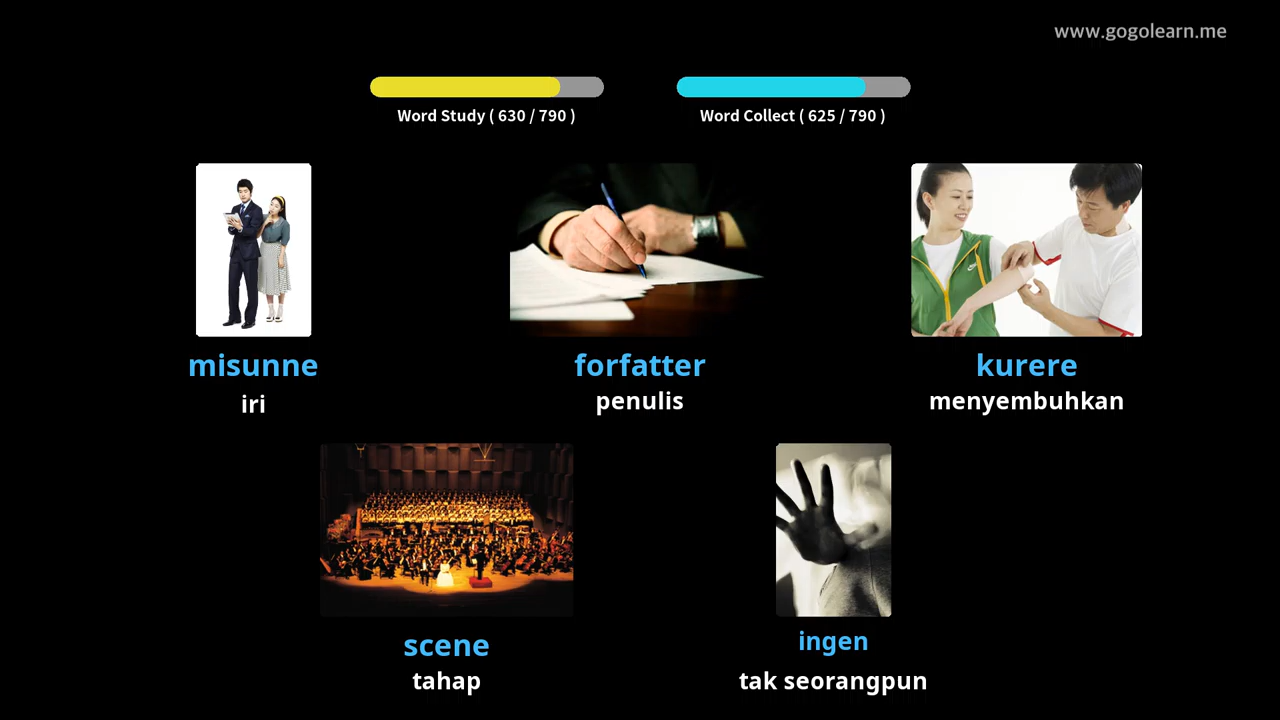 www.gogolearn.me
Word Study ( 630 / 790 )
Word Collect ( 625 / 790 )
misunne
iri
forfatter
penulis
kurere
menyembuhkan
scene
tahap
ingen
tak seorangpun